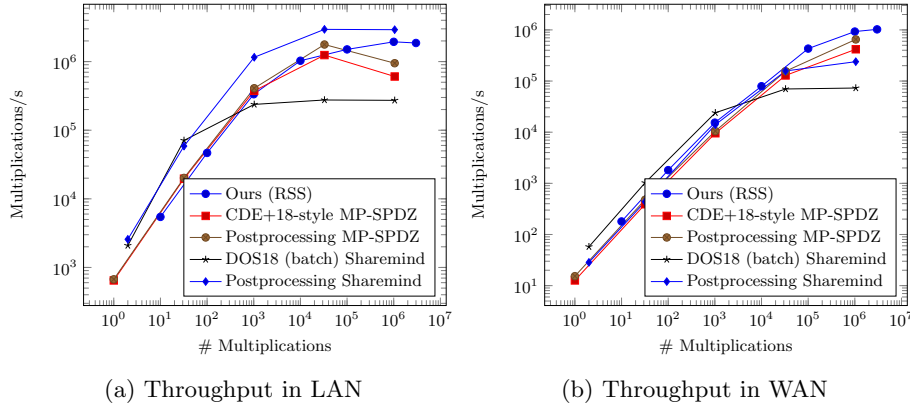 10^6
10^5
10^4
10^3
Multiplications/s
10^0 10^1 10^2 10^3 10^4 10^5 10^6 10^7
# Multiplications
Ours (RSS)
CDE+18-style MP-SPDZ
Postprocessing MP-SPDZ
DOS18 (batch) Sharemind
Postprocessing Sharemind
(a) Throughput in LAN
10^6
10^5
10^4
10^3
10^2
10^1
Multiplications/s
10^0 10^1 10^2 10^3 10^4 10^5 10^6 10^7
# Multiplications
Ours (RSS)
CDE+18-style MP-SPDZ
Postprocessing MP-SPDZ
DOS18 (batch) Sharemind
Postprocessing Sharemind
(b) Throughput in WAN